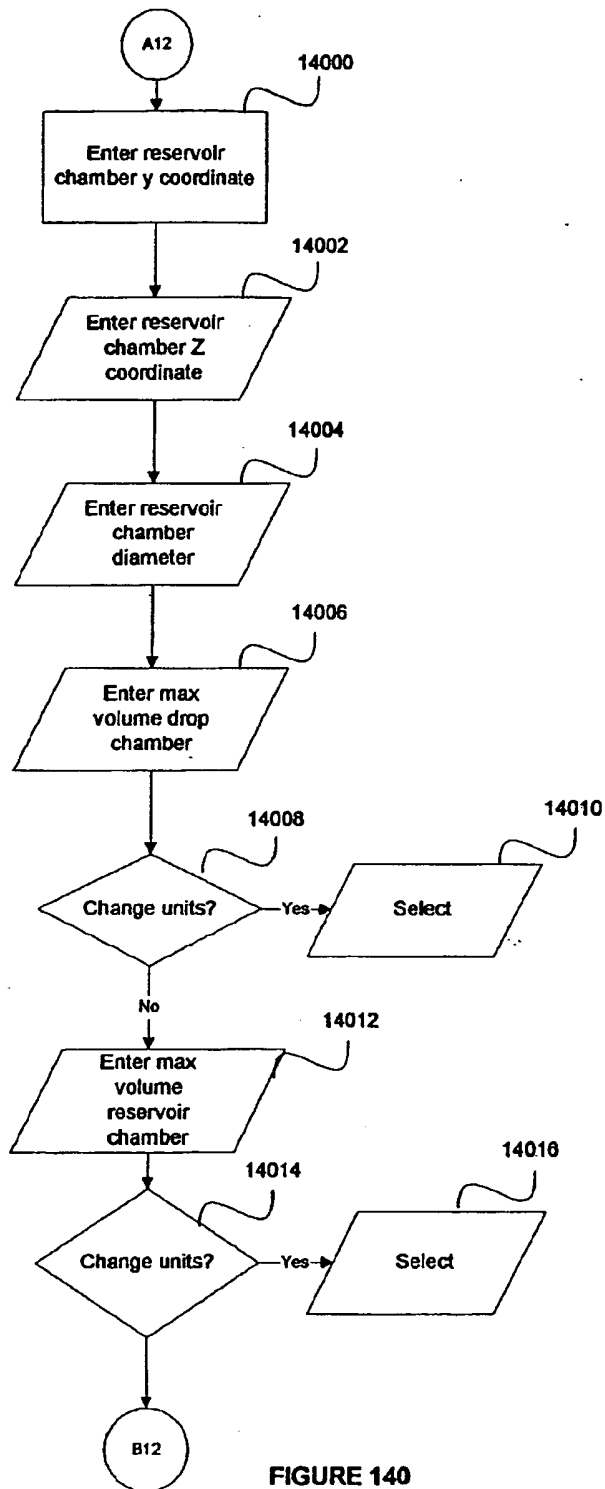 A12
14000
Enter reservoir
chamber y coordinate
14002
Enter reservoir
chamber Z
coordinate
14004
Enter reservoir
chamber
diameter
14006
Enter max
volume drop
chamber
14008
14010
Change units?
Yes
Select
No
14012
Enter max
volume
reservoir
chamber
14014
14016
Change units?
Yes
Select
B12
FIGURE 140